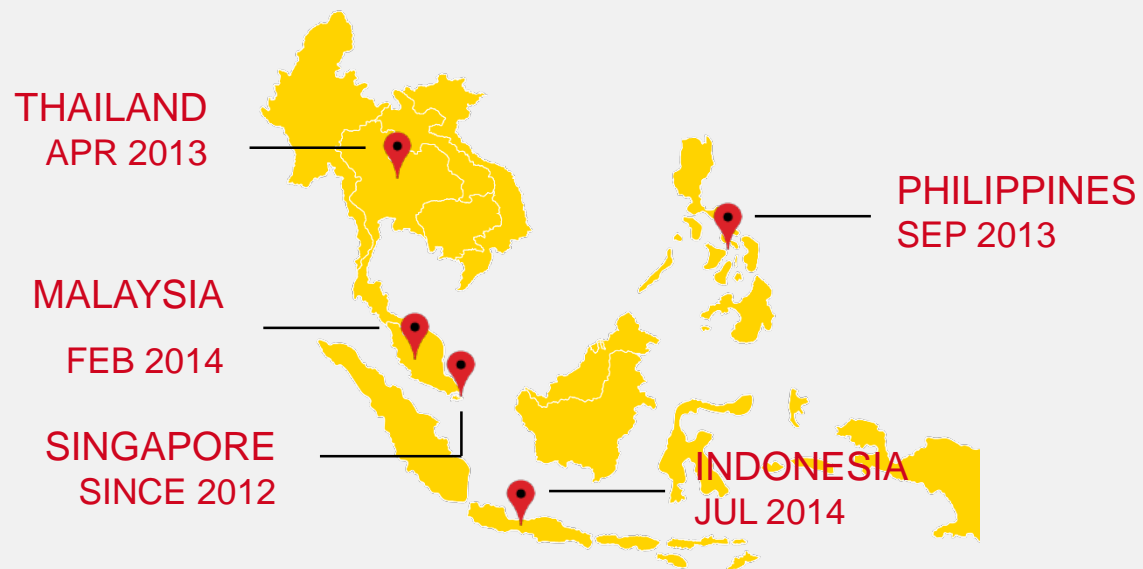 THAILAND
APR 2013
PHILIPPINES
SEP 2013
MALAYSIA
FEB 2014
SINGAPORE
SINCE 2012
INDONESIA
JUL 2014